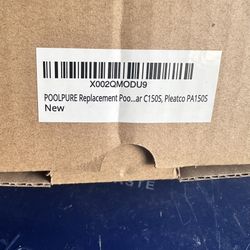 X002QMODU9
POOLPURE Replacement Poo...ar C150S, Pleatco PA150S
New